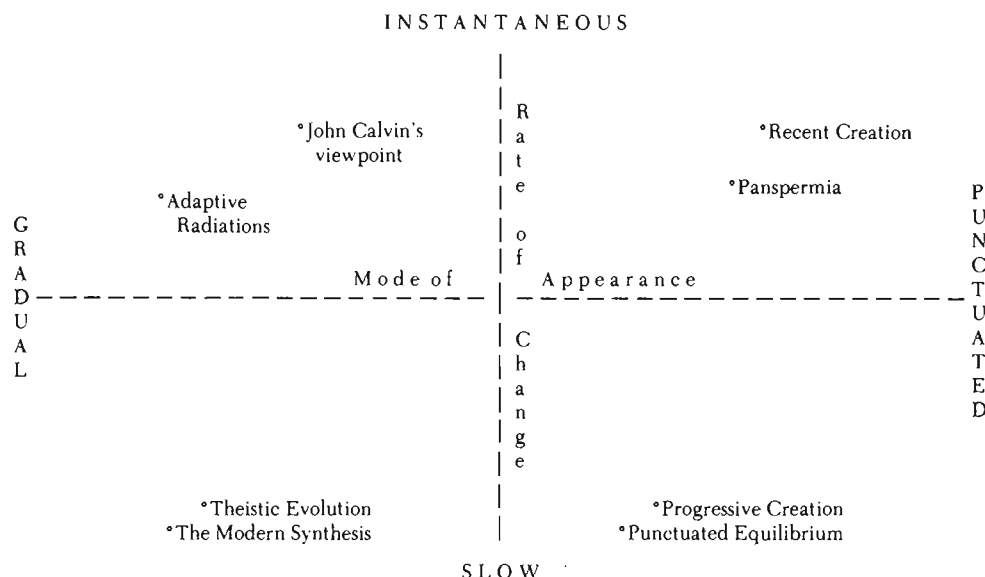 INSTANTANEOUS
Rate of Change
°John Calvin's
viewpoint
°Recent Creation
°Panspermia
°Adaptive
Radiations
GRADUAL
PUNCTUATED
Mode of Appearance
°Theistic Evolution
°The Modern Synthesis
°Progressive Creation
°Punctuated Equilibrium
SLOW